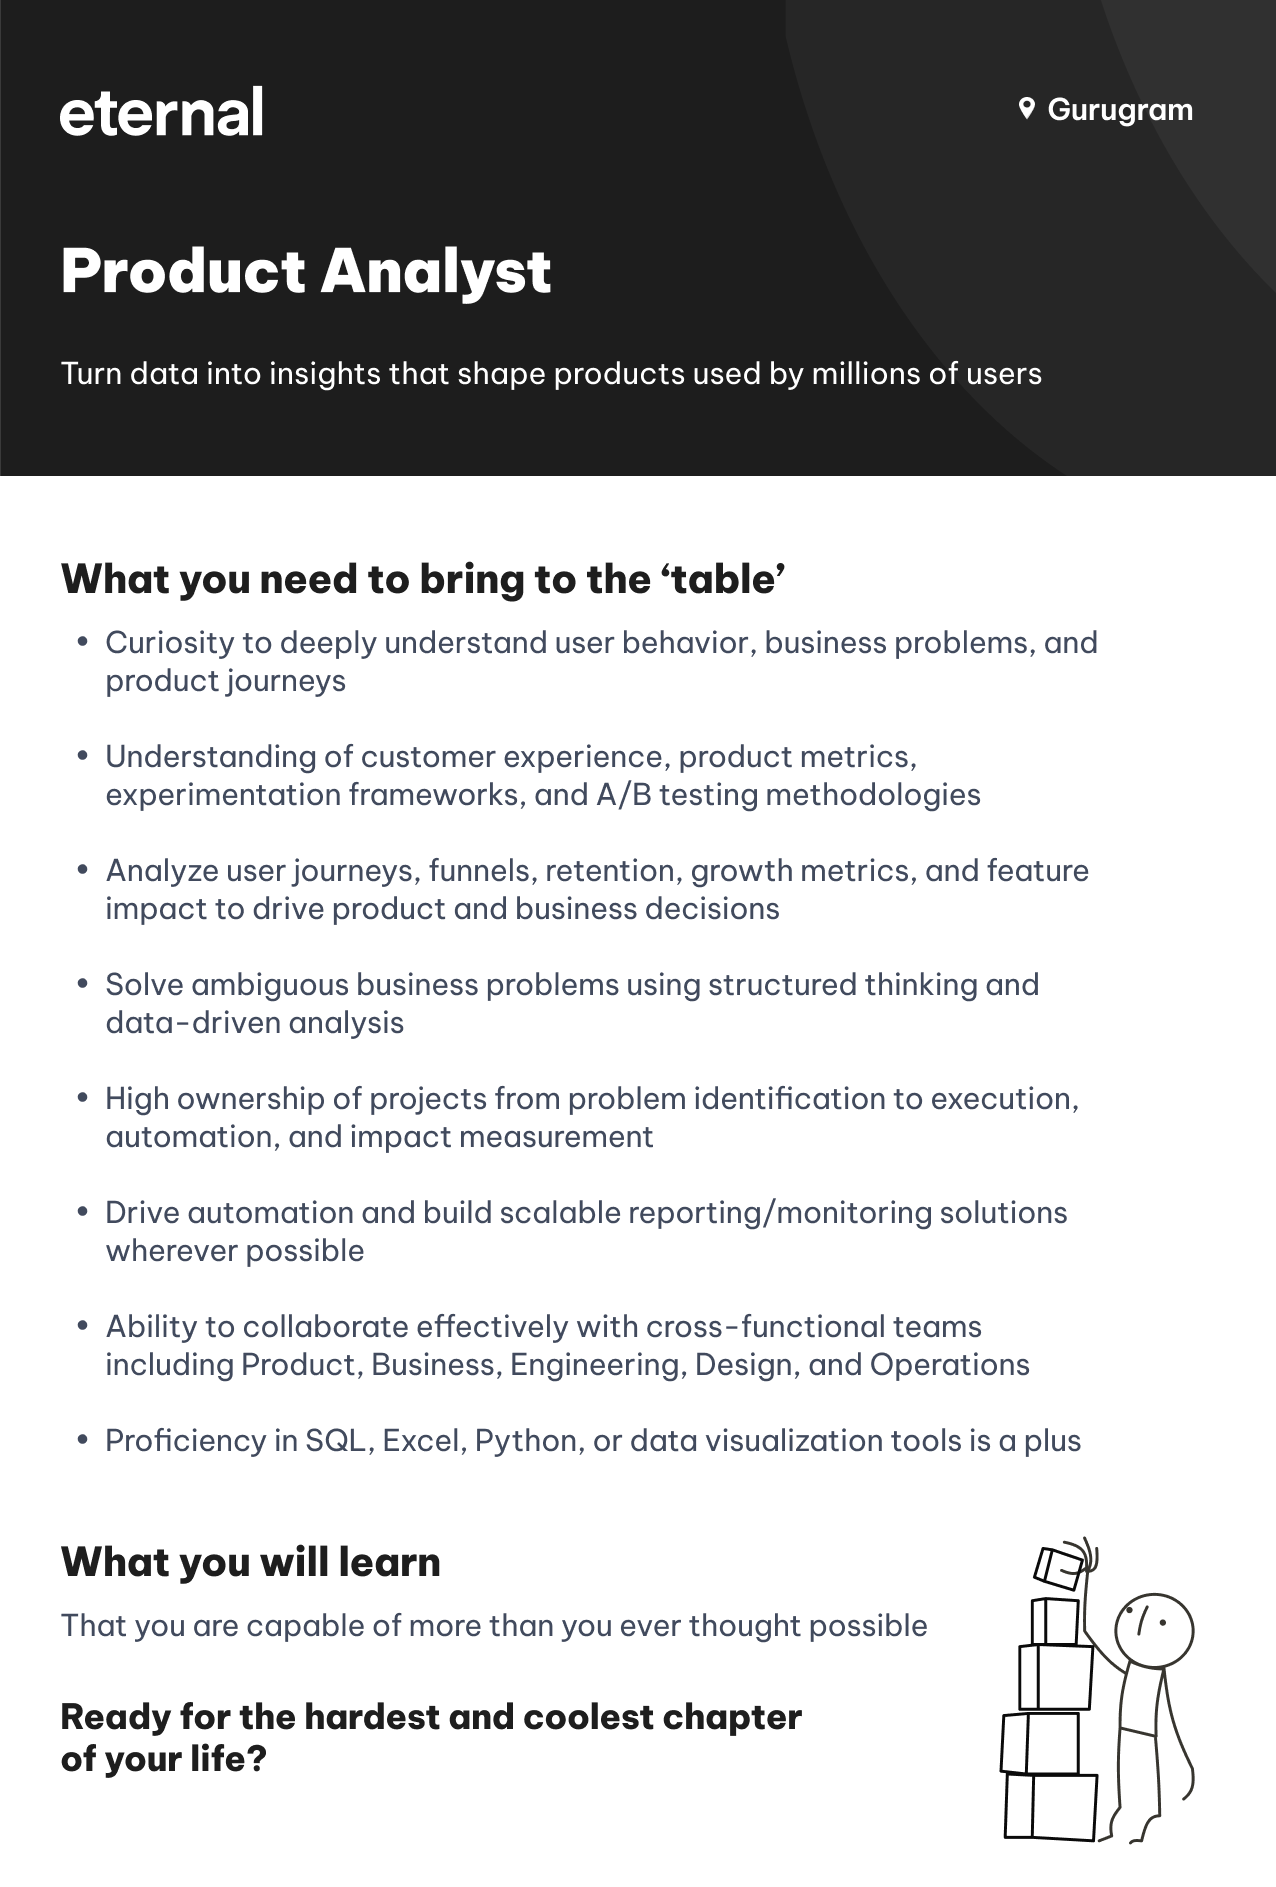 eternal
Gurugram
Product Analyst
Turn data into insights that shape products used by millions of users
What you need to bring to the ‘table’
• Curiosity to deeply understand user behavior, business problems, and
product journeys
• Understanding of customer experience, product metrics,
experimentation frameworks, and A/B testing methodologies
• Analyze user journeys, funnels, retention, growth metrics, and feature
impact to drive product and business decisions
• Solve ambiguous business problems using structured thinking and
data-driven analysis
• High ownership of projects from problem identification to execution,
automation, and impact measurement
• Drive automation and build scalable reporting/monitoring solutions
wherever possible
• Ability to collaborate effectively with cross-functional teams
including Product, Business, Engineering, Design, and Operations
• Proficiency in SQL, Excel, Python, or data visualization tools is a plus
What you will learn
That you are capable of more than you ever thought possible
Ready for the hardest and coolest chapter
of your life?